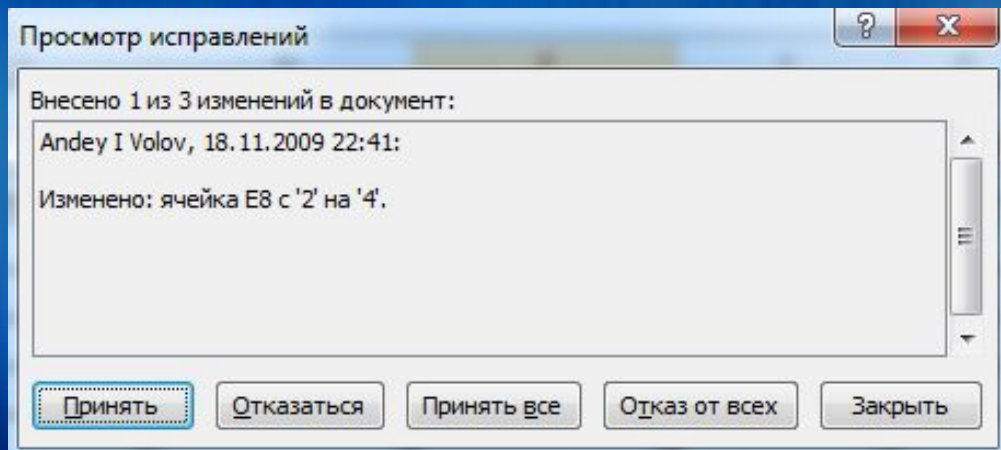 Просмотр исправлений
Внесено 1 из 3 изменений в документ:
Andey I Volov, 18.11.2009 22:41:
Изменено: ячейка E8 с '2' на '4'.
Принять Отказаться Принять все Отказ от всех Закрыть